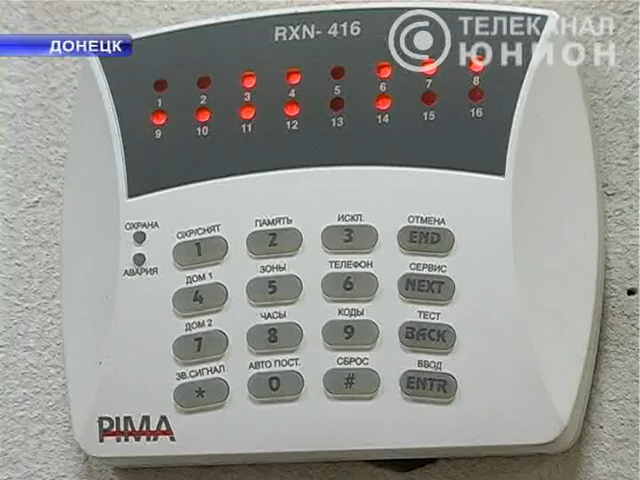 ТЕЛЕКАНАЛ
ЮНИОН
ДОНЕЦК
RXN- 416
1 2 3 4 5 6 7 8
9 10 11 12 13 14 15 16
ОХРАНА
АВАРИЯ
ОХР/СНЯТ ПАМЯТЬ ИСКЛ. ОТМЕНА
1 2 3 END
ДОМ 1 ЗОНЫ ТЕЛЕФОН СЕРВИС
4 5 6 NEXT
ДОМ 2 ЧАСЫ КОДЫ ТЕСТ
7 8 9 BACK
ЗВ.СИГНАЛ АВТО ПОСТ. СБРОС ВВОД
* 0 # ENTR
PIMA